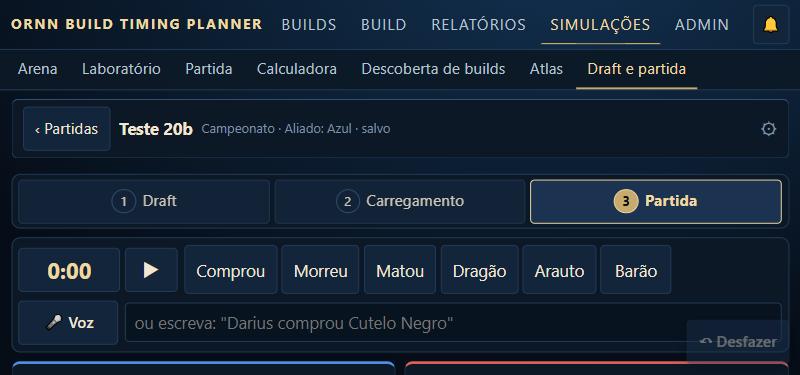 ORNN BUILD TIMING PLANNER BUILDS BUILD RELATÓRIOS SIMULAÇÕES ADMIN
Arena Laboratório Partida Calculadora Descoberta de builds Atlas Draft e partida
‹ Partidas Teste 20b Campeonato · Aliado: Azul · salvo
1 Draft 2 Carregamento 3 Partida
0:00 Comprou Morreu Matou Dragão Arauto Barão
Voz ou escreva: "Darius comprou Cutelo Negro"
Desfazer